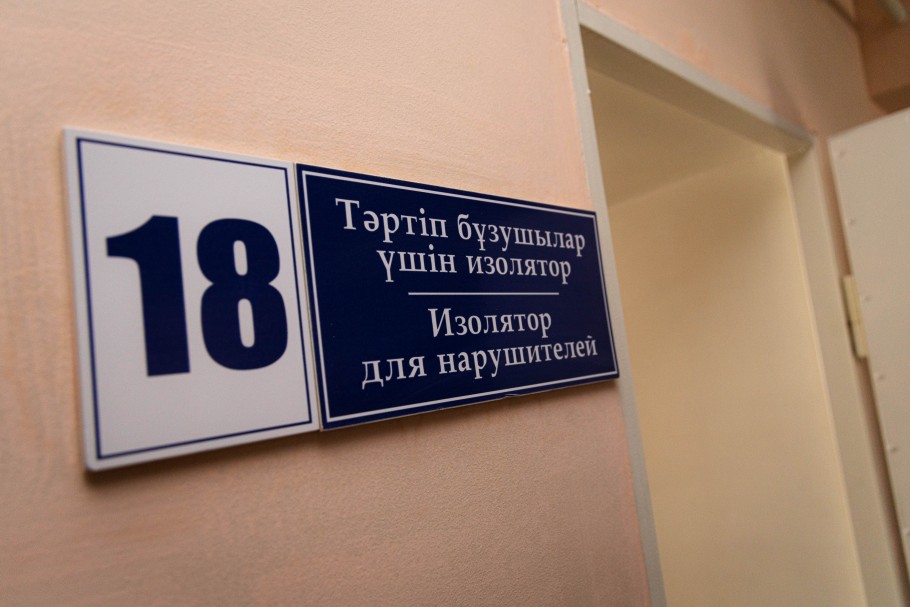 18
Тәртіп бұзушылар
үшін изолятор
Изолятор
для нарушителей